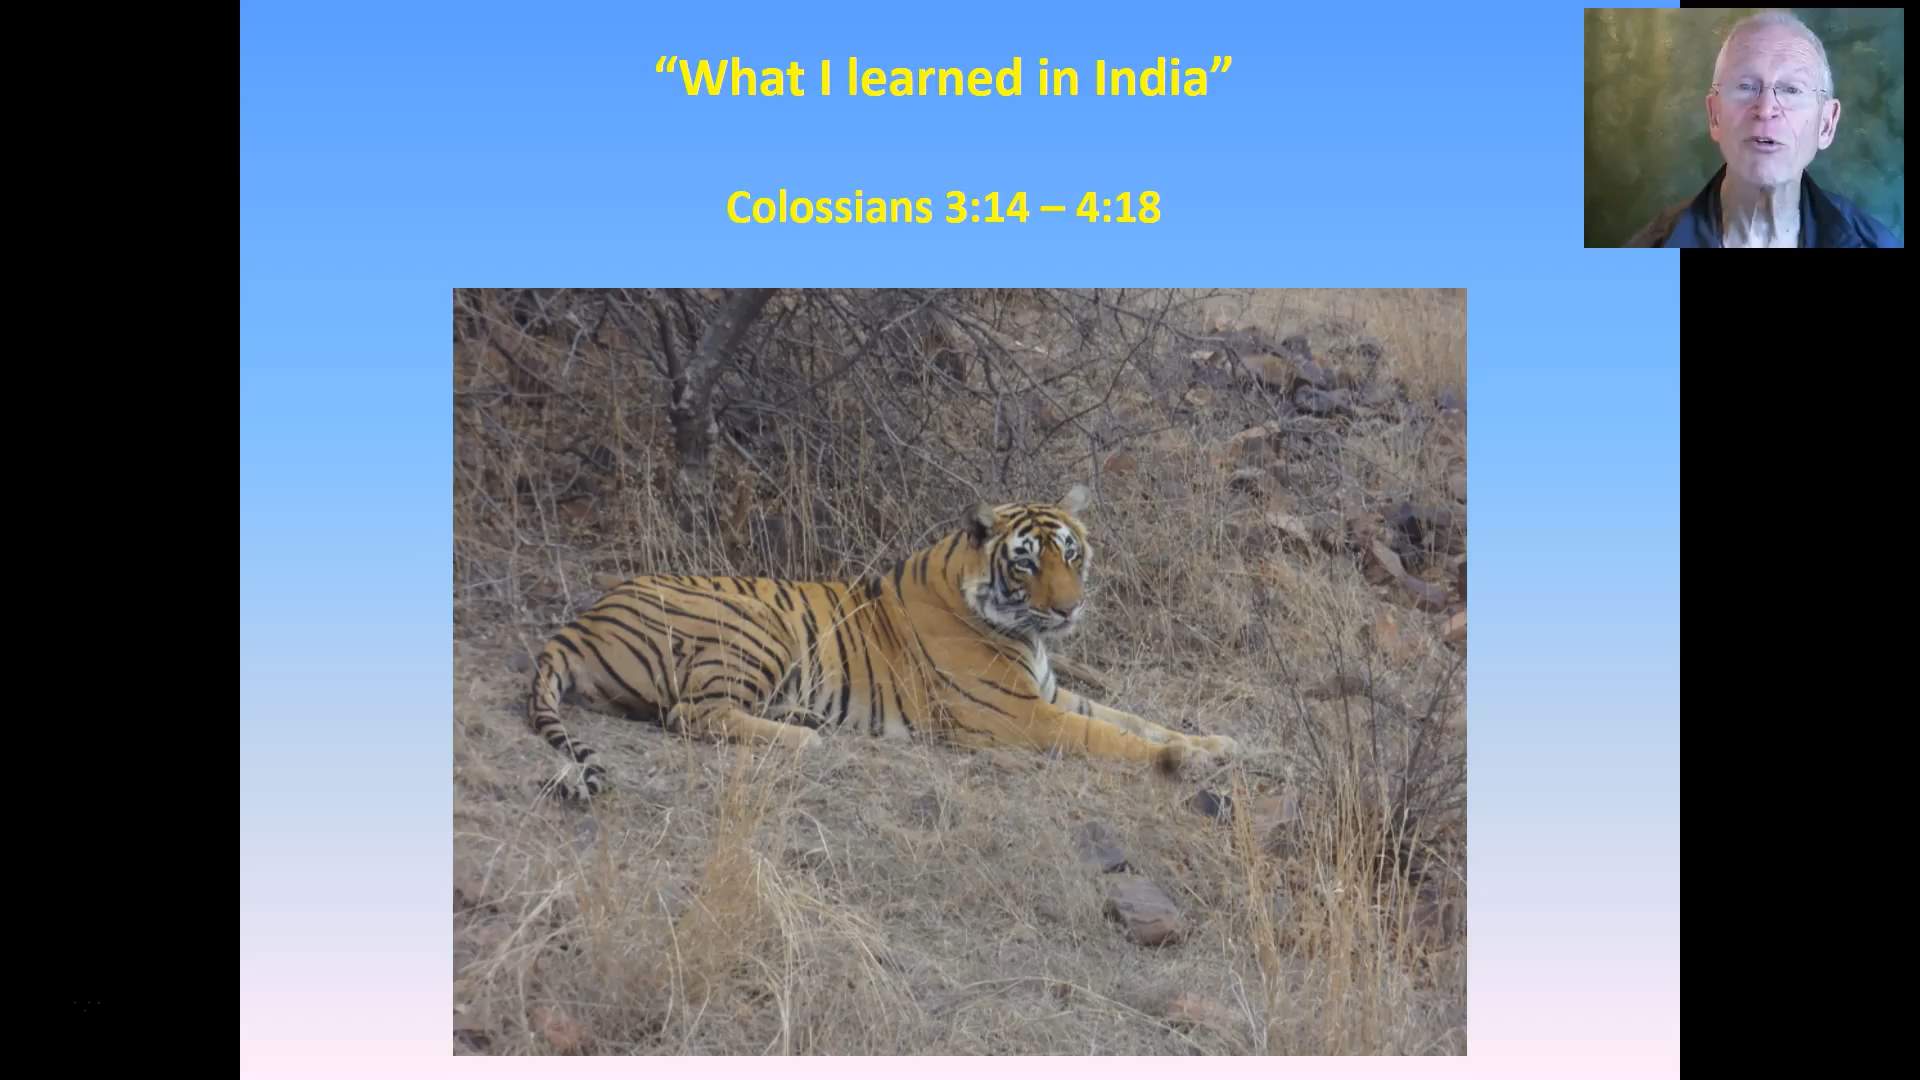 “What I learned in India”
Colossians 3:14 – 4:18